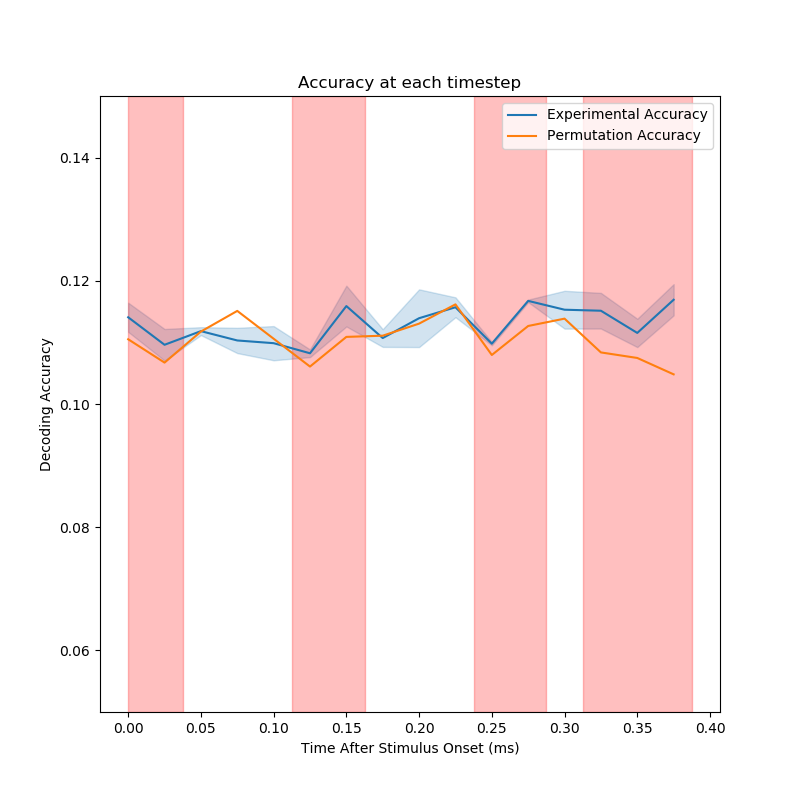 Accuracy at each timestep
Experimental Accuracy
Permutation Accuracy
0.14
0.12
0.10
0.08
0.06
Decoding Accuracy
0.00 0.05 0.10 0.15 0.20 0.25 0.30 0.35 0.40
Time After Stimulus Onset (ms)